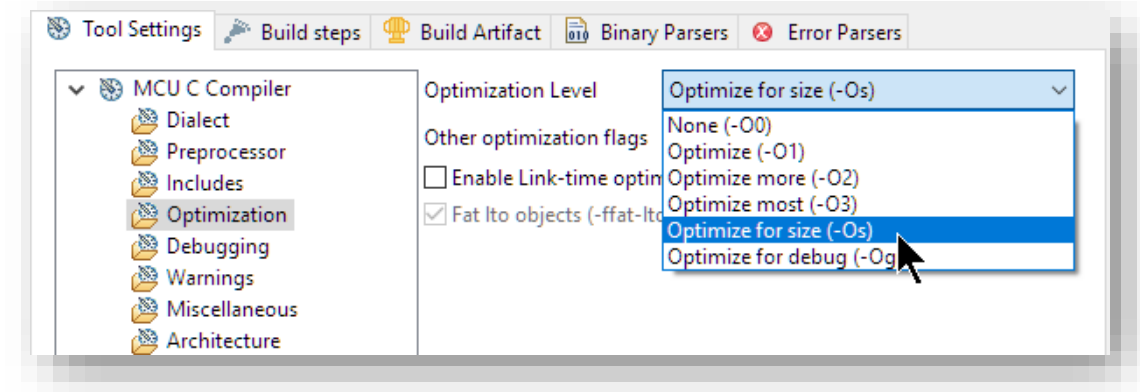 Tool Settings Build steps Build Artifact Binary Parsers Error Parsers
MCU C Compiler
Dialect
Preprocessor
Includes
Optimization
Debugging
Warnings
Miscellaneous
Architecture
Optimization Level Optimize for size (-Os)
Other optimization flags
Enable Link-time optim
Fat lto objects (-ffat-lto
None (-O0)
Optimize (-O1)
Optimize more (-O2)
Optimize most (-O3)
Optimize for size (-Os)
Optimize for debug (-Og